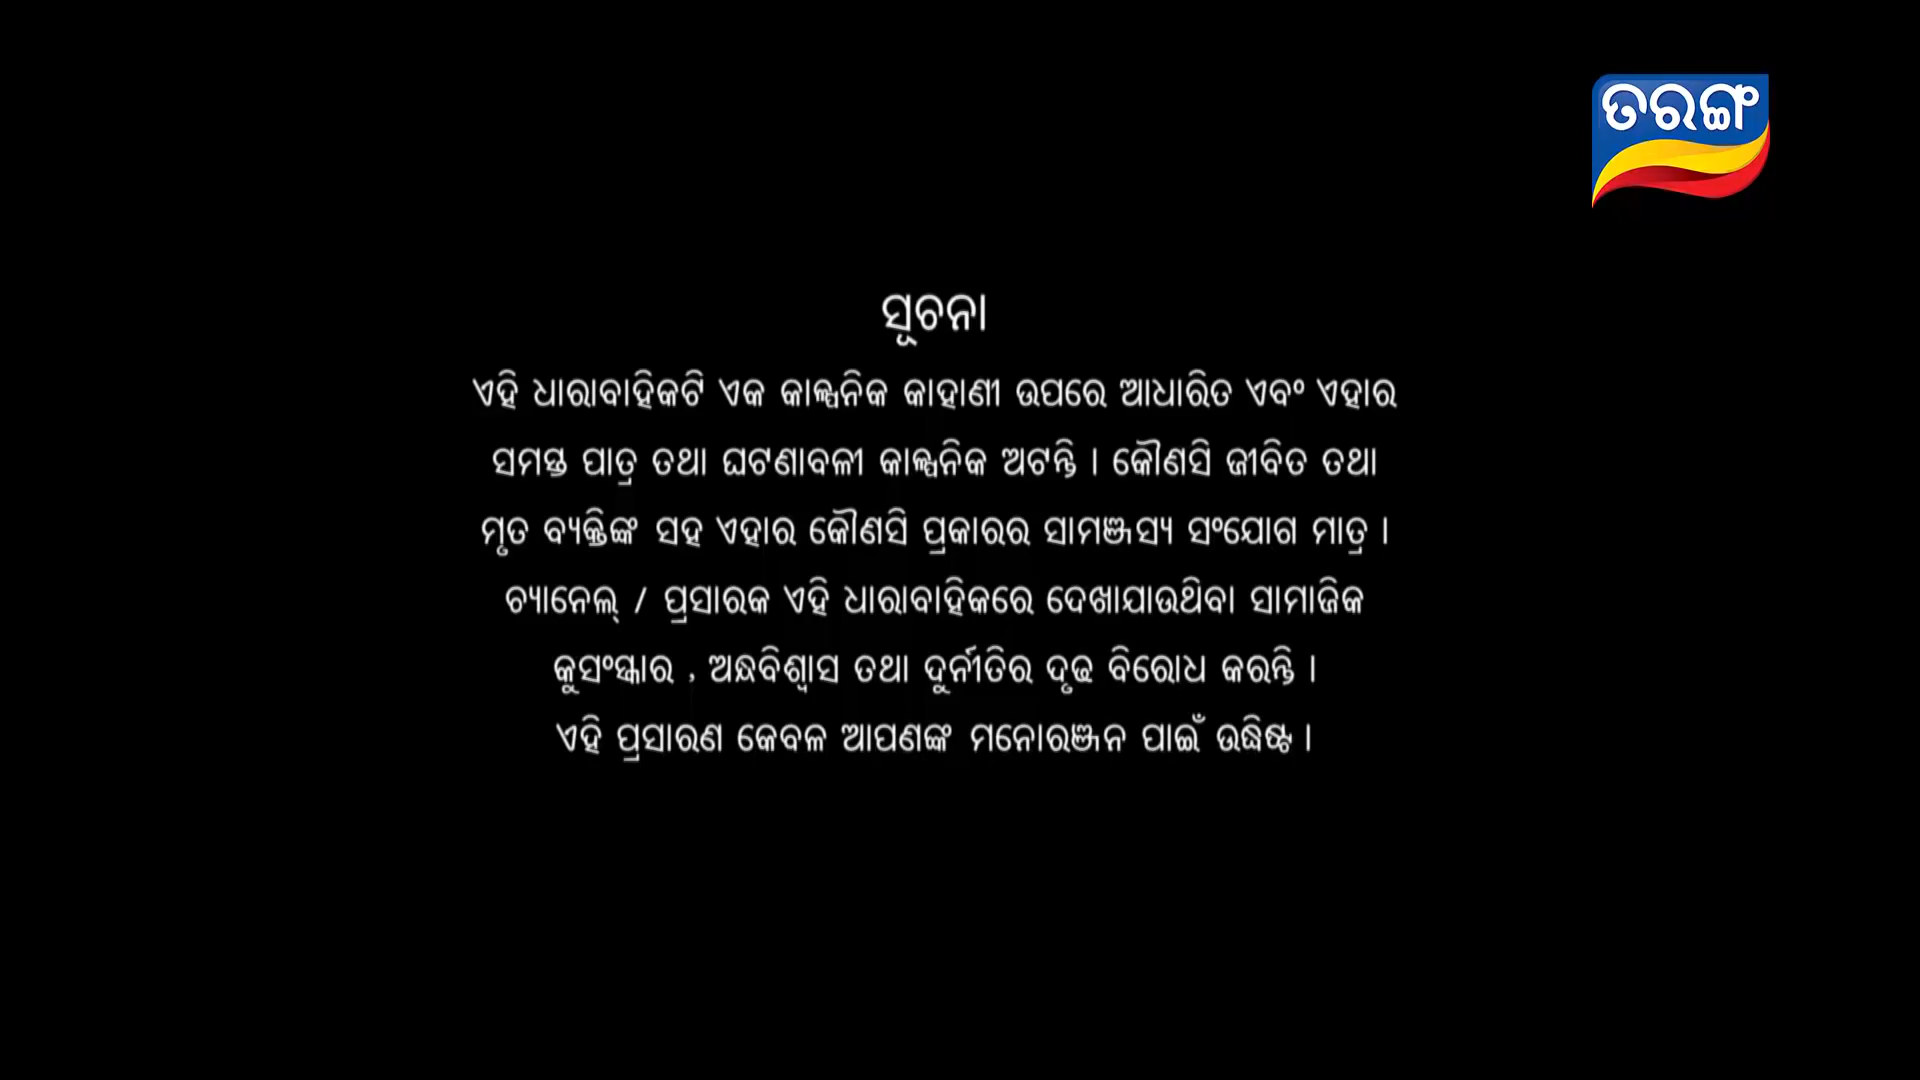 ତରଙ୍ଗ
ସୂଚନା
ଏହି ଧାରାବାହିକଟି ଏକ କାଳ୍ପନିକ କାହାଣୀ ଉପରେ ଆଧାରିତ ଏବଂ ଏହାର
ସମସ୍ତ ପାତ୍ର ତଥା ଘଟଣାବଳୀ କାଳ୍ପନିକ ଅଟନ୍ତି । କୌଣସି ଜୀବିତ ତଥା
ମୃତ ବ୍ୟକ୍ତିଙ୍କ ସହ ଏହାର କୌଣସି ପ୍ରକାରର ସାମଞ୍ଜସ୍ୟ ସଂଯୋଗ ମାତ୍ର ।
ଚ୍ୟାନେଲ୍ / ପ୍ରସାରକ ଏହି ଧାରାବାହିକରେ ଦେଖାଯାଉଥିବା ସାମାଜିକ
କୁସଂସ୍କାର , ଅନ୍ଧବିଶ୍ୱାସ ତଥା ଦୁର୍ନୀତିର ଦୃଢ ବିରୋଧ କରନ୍ତି ।
ଏହି ପ୍ରସାରଣ କେବଳ ଆପଣଙ୍କ ମନୋରଞ୍ଜନ ପାଇଁ ଉଦ୍ଧିଷ୍ଟ ।